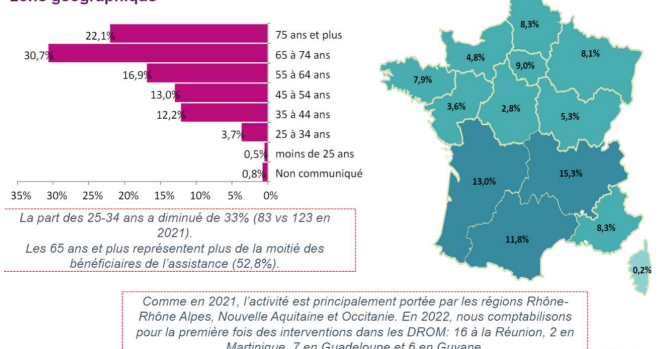 Zone géographique
22,1% 75 ans et plus
30,7% 65 à 74 ans
16,9% 55 à 64 ans
13,0% 45 à 54 ans
12,2% 35 à 44 ans
3,7% 25 à 34 ans
0,5% moins de 25 ans
0,8% Non communiqué
35% 30% 25% 20% 15% 10% 5% 0%
La part des 25-34 ans a diminué de 33% (83 vs 123 en
2021).
Les 65 ans et plus représentent plus de la moitié des
bénéficiaires de l'assistance (52,8%).
8,3%
4,8%
9,0%
8,1%
7,9%
3,6%
2,8%
5,3%
13,0%
15,3%
11,8%
8,3%
0,2%
Comme en 2021, l'activité est principalement portée par les régions Rhône-
Rhône Alpes, Nouvelle Aquitaine et Occitanie. En 2022, nous comptabilisons
pour la première fois des interventions dans les DROM: 16 à la Réunion, 2 en
Martinique, 7 en Guadeloupe et 6 en Guyane